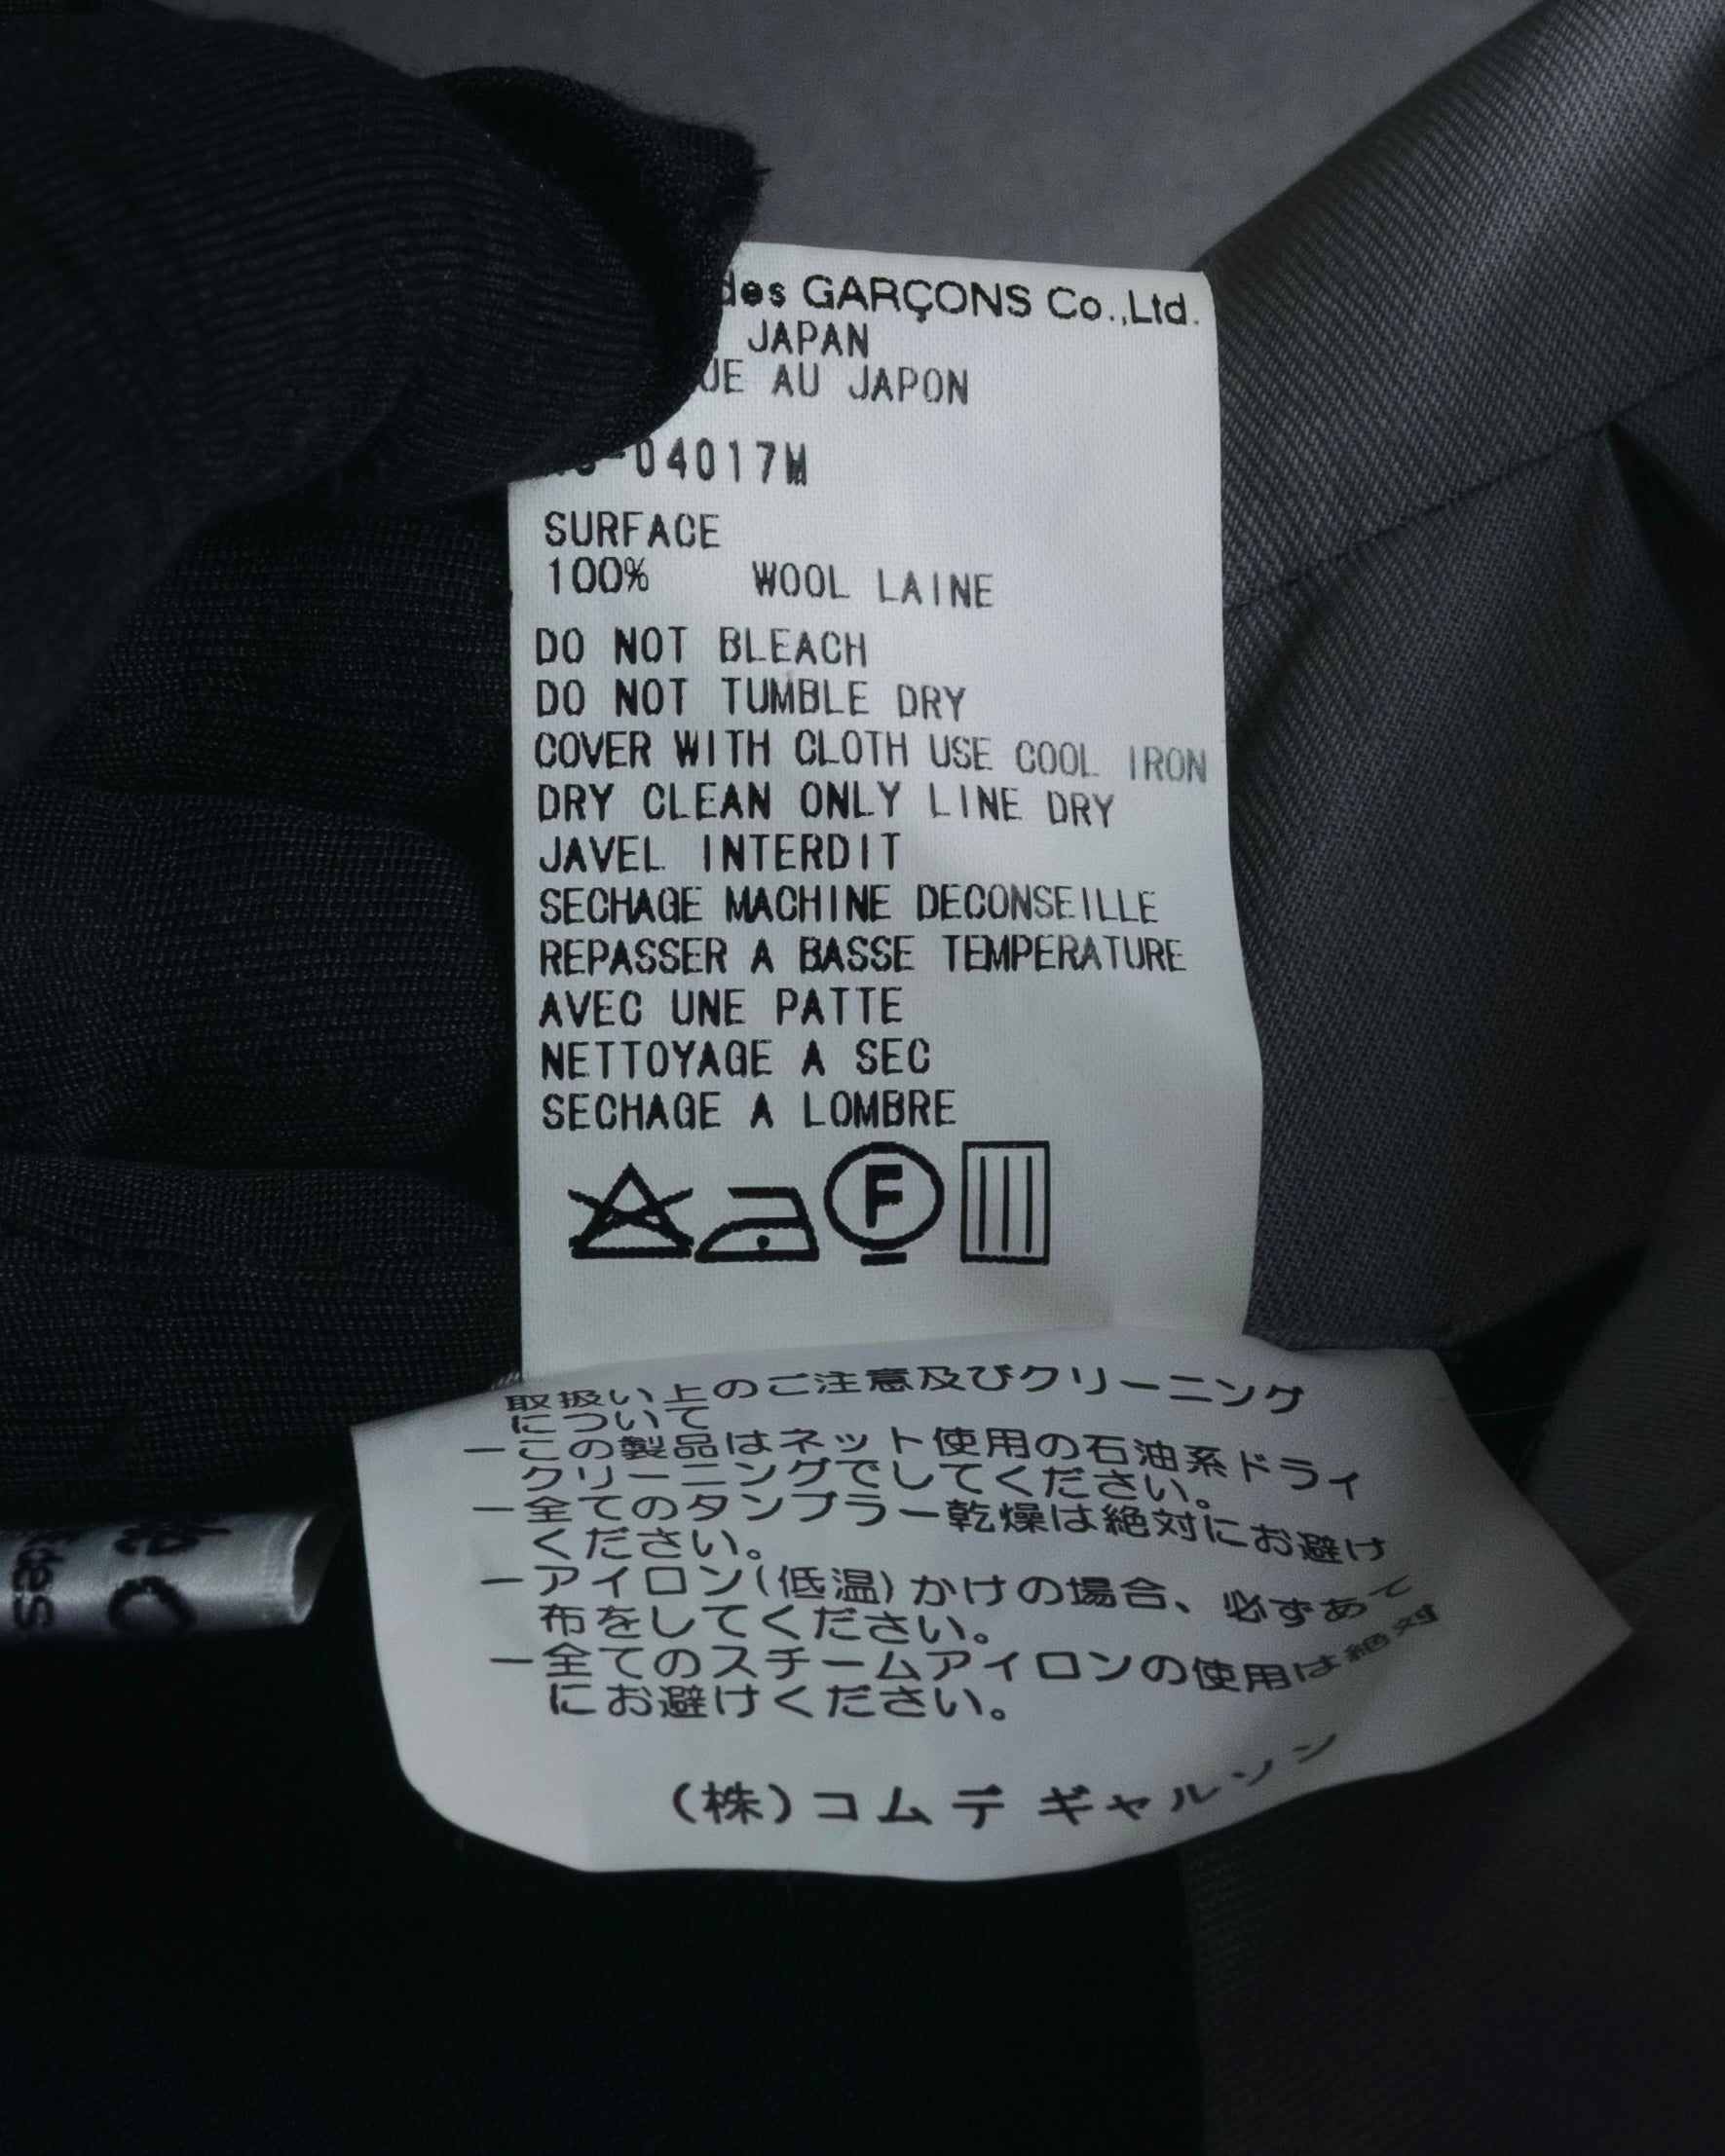 des GARÇONS Co.,Ltd.
JAPAN
AU JAPON
04017M
SURFACE
100% WOOL LAINE
DO NOT BLEACH
DO NOT TUMBLE DRY
COVER WITH CLOTH USE COOL IRON
DRY CLEAN ONLY LINE DRY
JAVEL INTERDIT
SECHAGE MACHINE DECONSEILLE
REPASSER A BASSE TEMPERATURE
AVEC UNE PATTE
NETTOYAGE A SEC
SECHAGE A LOMBRE
F
取扱い上のご注意及びクリーニング
について
ーこの製品はネット使用の石油系ドライ
クリーニングでしてください。
ー全てのタンブラー乾燥は絶対にお避け
ください。
ーアイロン(低温)かけの場合、必ずあて
布をしてください。
ー全てのスチームアイロンの使用は絶対
にお避けください。
(株)コム デ ギャルソン